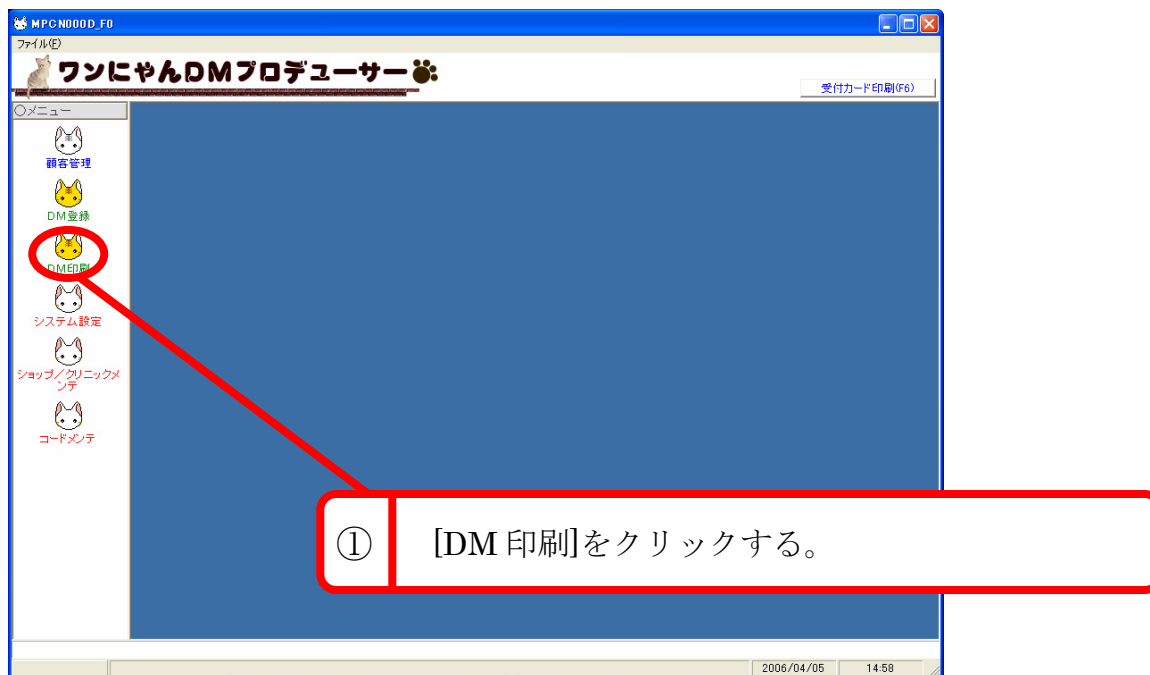 MPCN000D_F0
ファイル(F)
ワンにゃんDMプロデューサー
受付カード印刷(F6)
○メニュー
顧客管理
DM登録
DM印刷
システム設定
ショップ/クリニックメ
ンテ
コードメンテ
① [DM 印刷]をクリックする。
2006/04/05 14:58